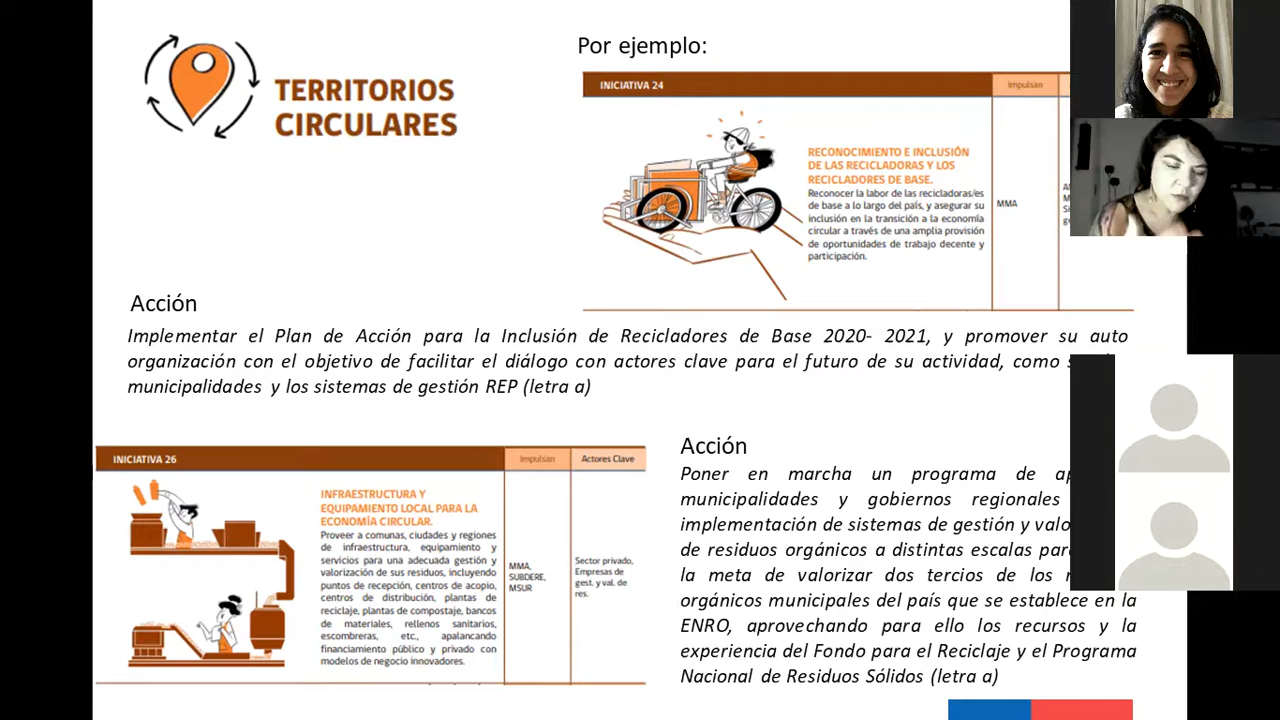 TERRITORIOS
CIRCULARES
Por ejemplo:
INICIATIVA 24
Impulsan
RECONOCIMIENTO E INCLUSIÓN
DE LAS RECICLADORAS Y LOS
RECICLADORES DE BASE.
Reconocer la labor de las recicladoras/es
de base a lo largo del país, y asegurar su
inclusión en la transición a la economía
circular a través de una amplia provisión
de oportunidades de trabajo decente y
participación.
MMA
Acción
Implementar el Plan de Acción para la Inclusión de Recicladores de Base 2020- 2021, y promover su auto
organización con el objetivo de facilitar el diálogo con actores clave para el futuro de su actividad, como
municipalidades y los sistemas de gestión REP (letra a)
INICIATIVA 26
Impulsan
Actores Clave
INFRAESTRUCTURA Y
EQUIPAMIENTO LOCAL PARA LA
ECONOMÍA CIRCULAR.
Proveer a comunas, ciudades y regiones
de infraestructura, equipamiento y
servicios para una adecuada gestión y
valorización de sus residuos, incluyendo
puntos de recepción, centros de acopio,
centros de distribución, plantas de
reciclaje, plantas de compostaje, bancos
de materiales, rellenos sanitarios,
escombreras, etc., apalancando
financiamiento público y privado con
modelos de negocio innovadores.
MMA,
SUBDERE,
MSUR
Sector privado,
Empresas de
gest. y val. de
res.
Acción
Poner en marcha un programa de
municipalidades y gobiernos regionales
implementación de sistemas de gestión y
de residuos orgánicos a distintas escalas
la meta de valorizar dos tercios de los
orgánicos municipales del país que se establece en la
ENRO, aprovechando para ello los recursos y la
experiencia del Fondo para el Reciclaje y el Programa
Nacional de Residuos Sólidos (letra a)